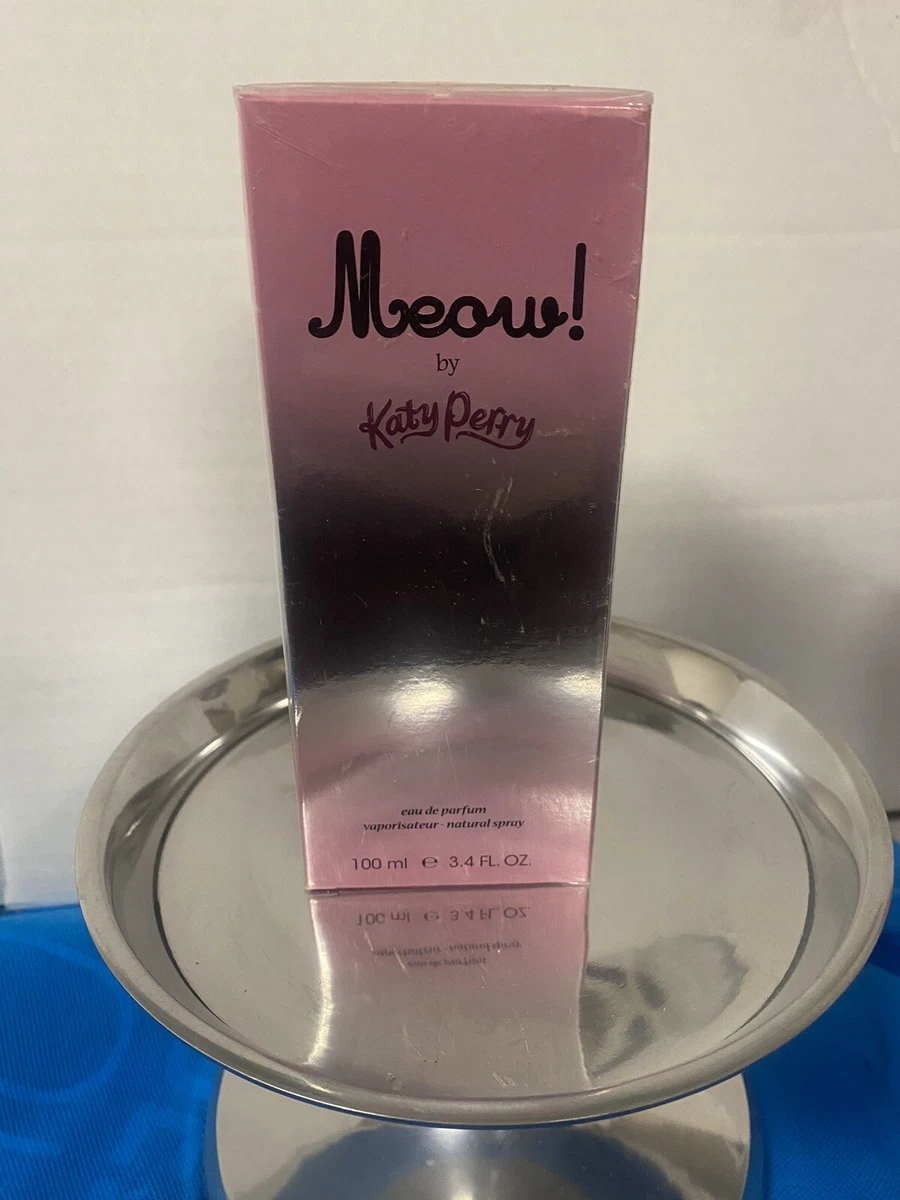 Meow!
by
Katy Perry
eau de parfum
vaporisateur - natural spray
100 ml ℮ 3.4 FL. OZ.